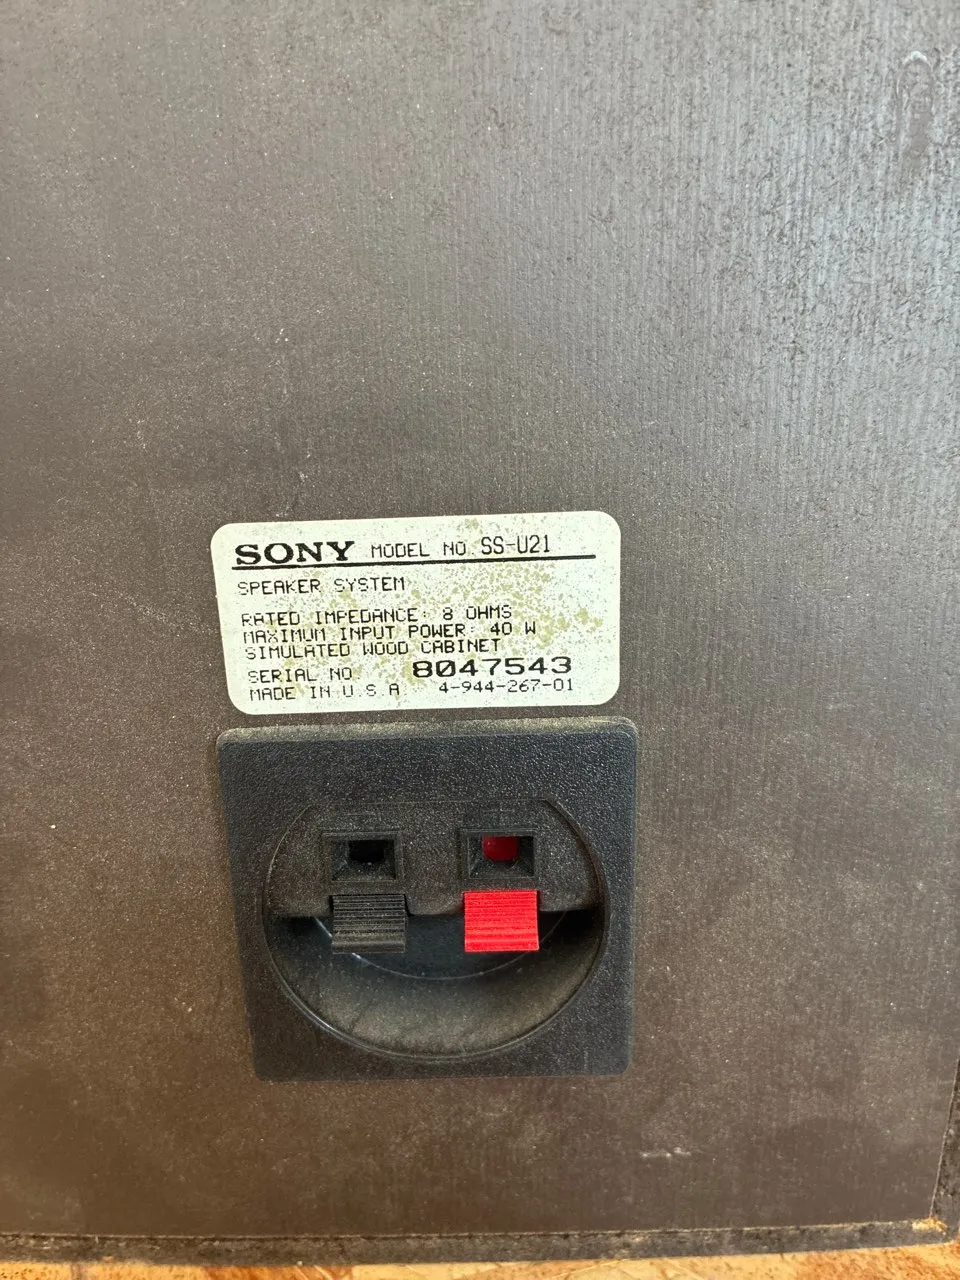 SONY MODEL NO. SS-U21
SPEAKER SYSTEM
RATED IMPEDANCE: 8 OHMS
MAXIMUM INPUT POWER: 40 W
SIMULATED WOOD CABINET
SERIAL NO. 8047543
MADE IN U.S.A. 4-944-267-01